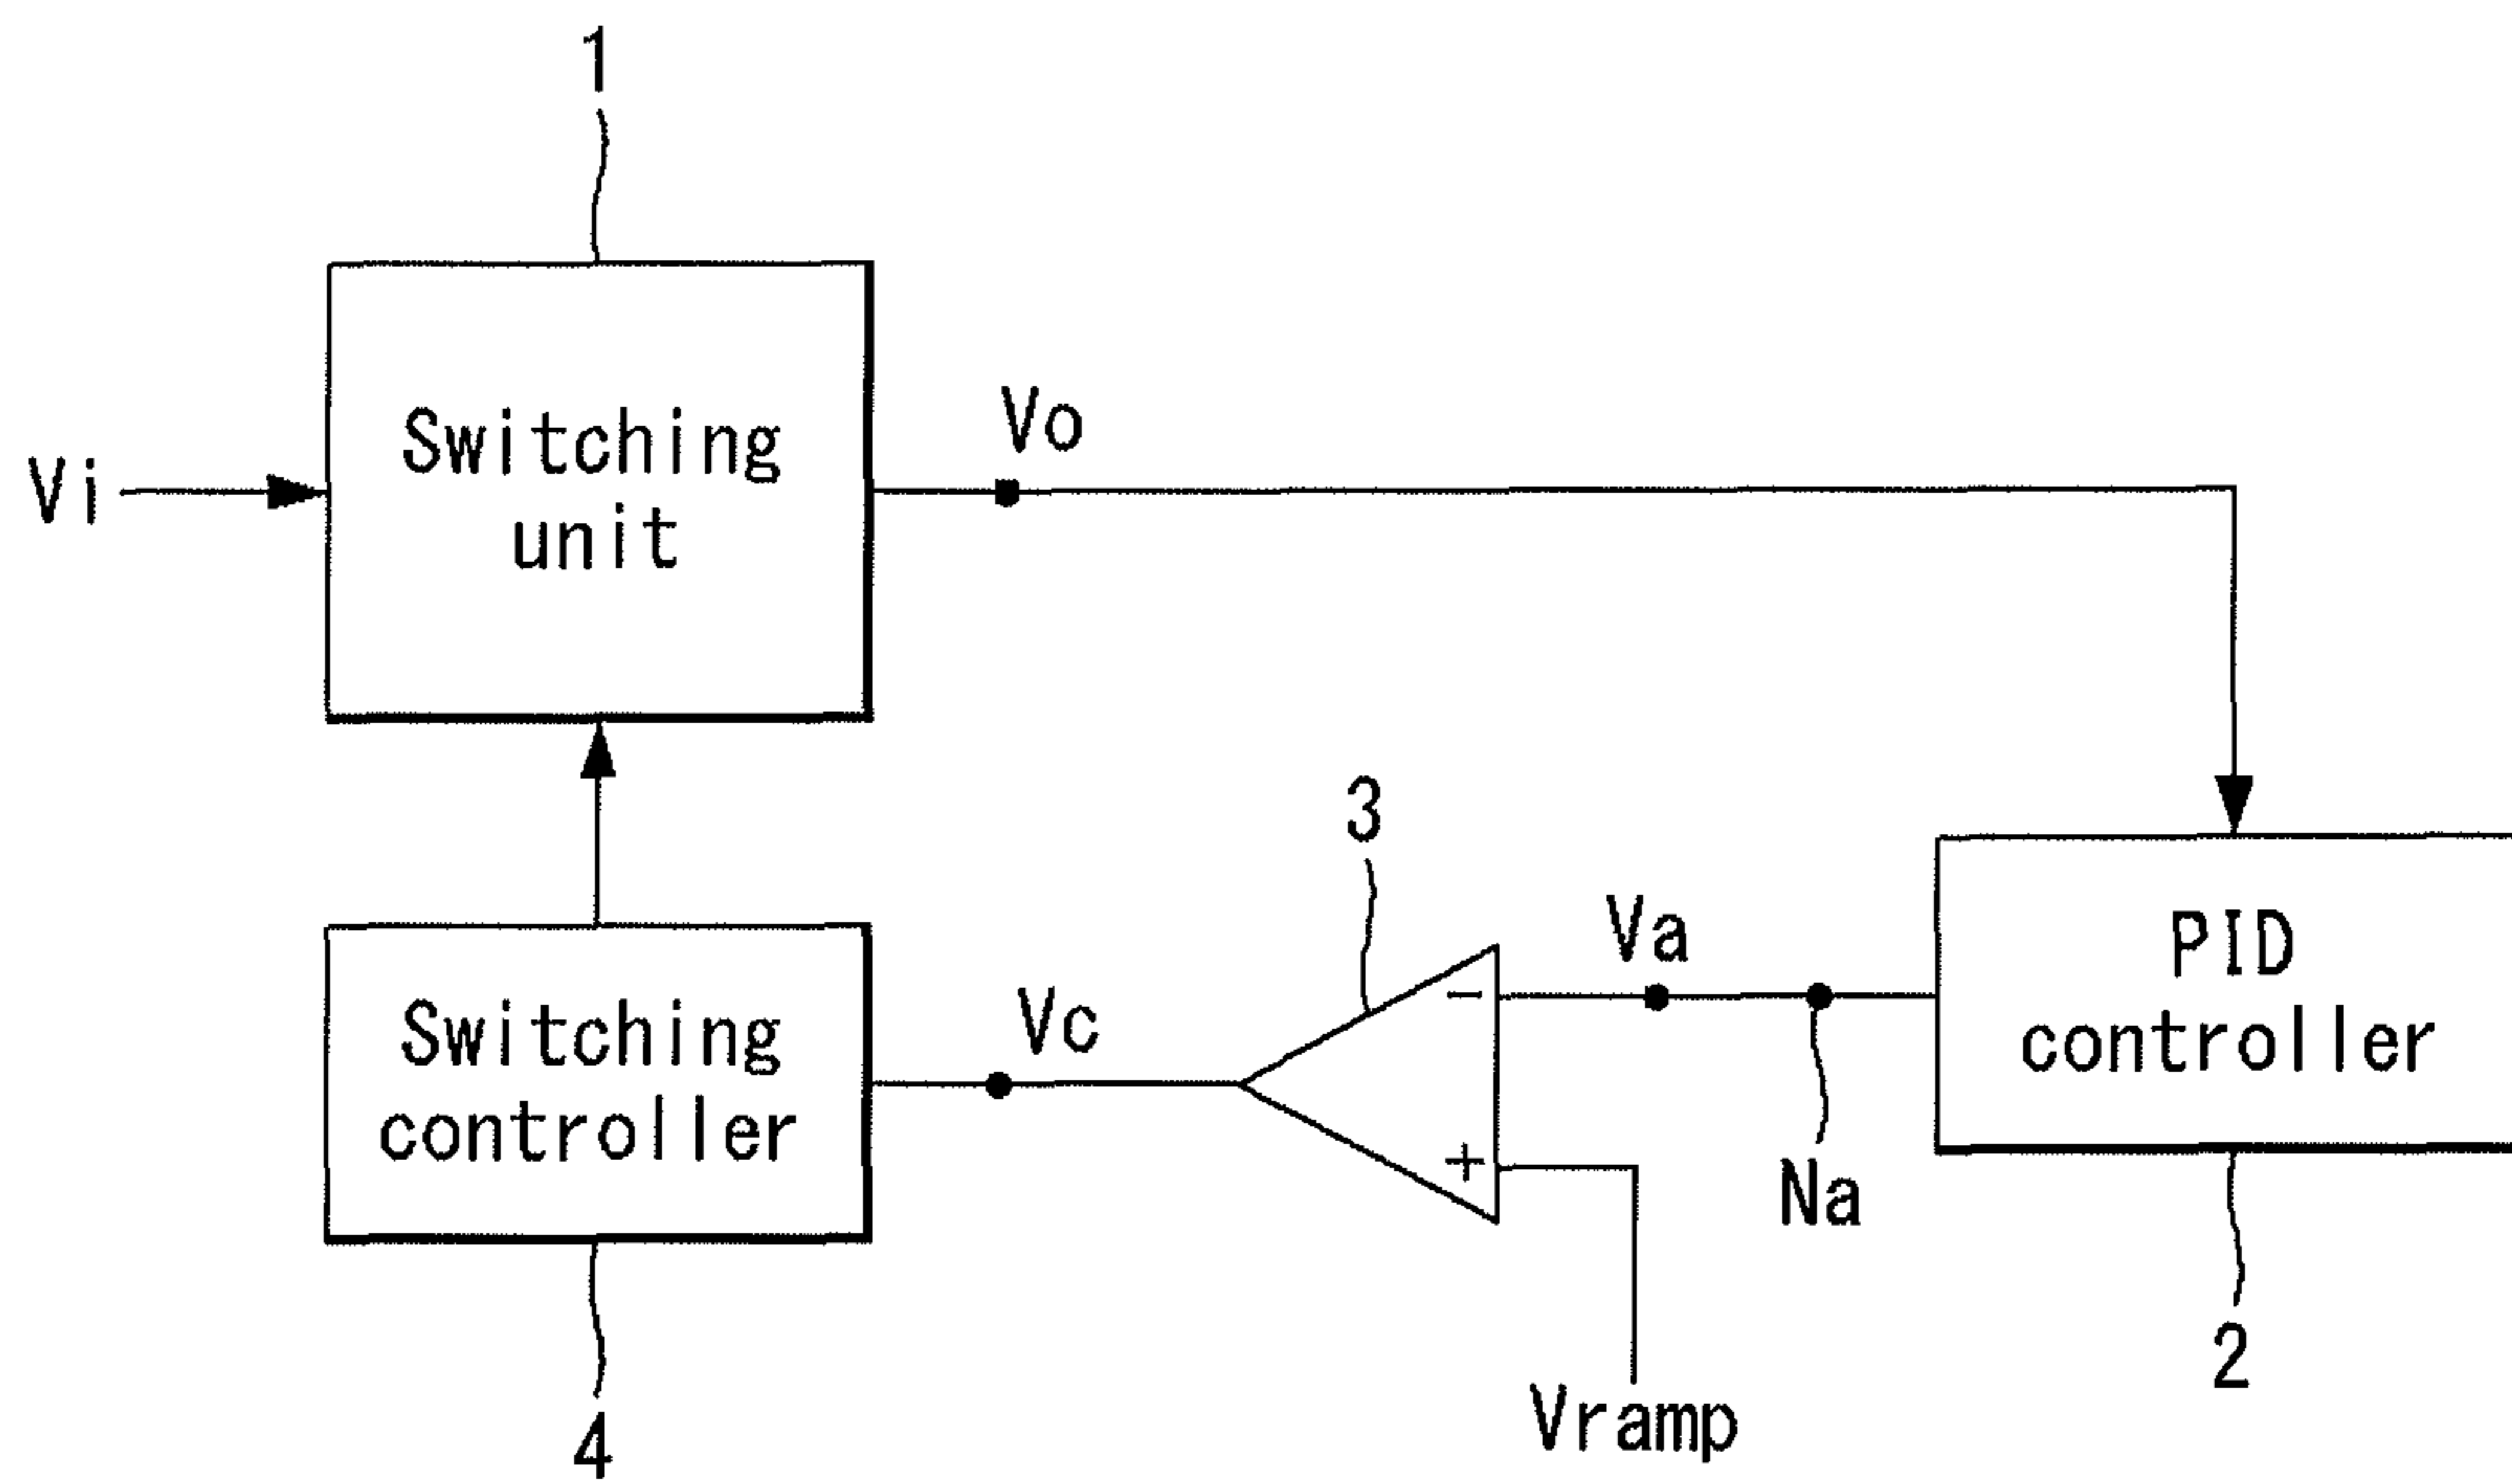 1
Switching
unit
Vi
Vo
3
Va
PID
controller
Switching
controller
Vc
-
+
Na
2
Vramp
4